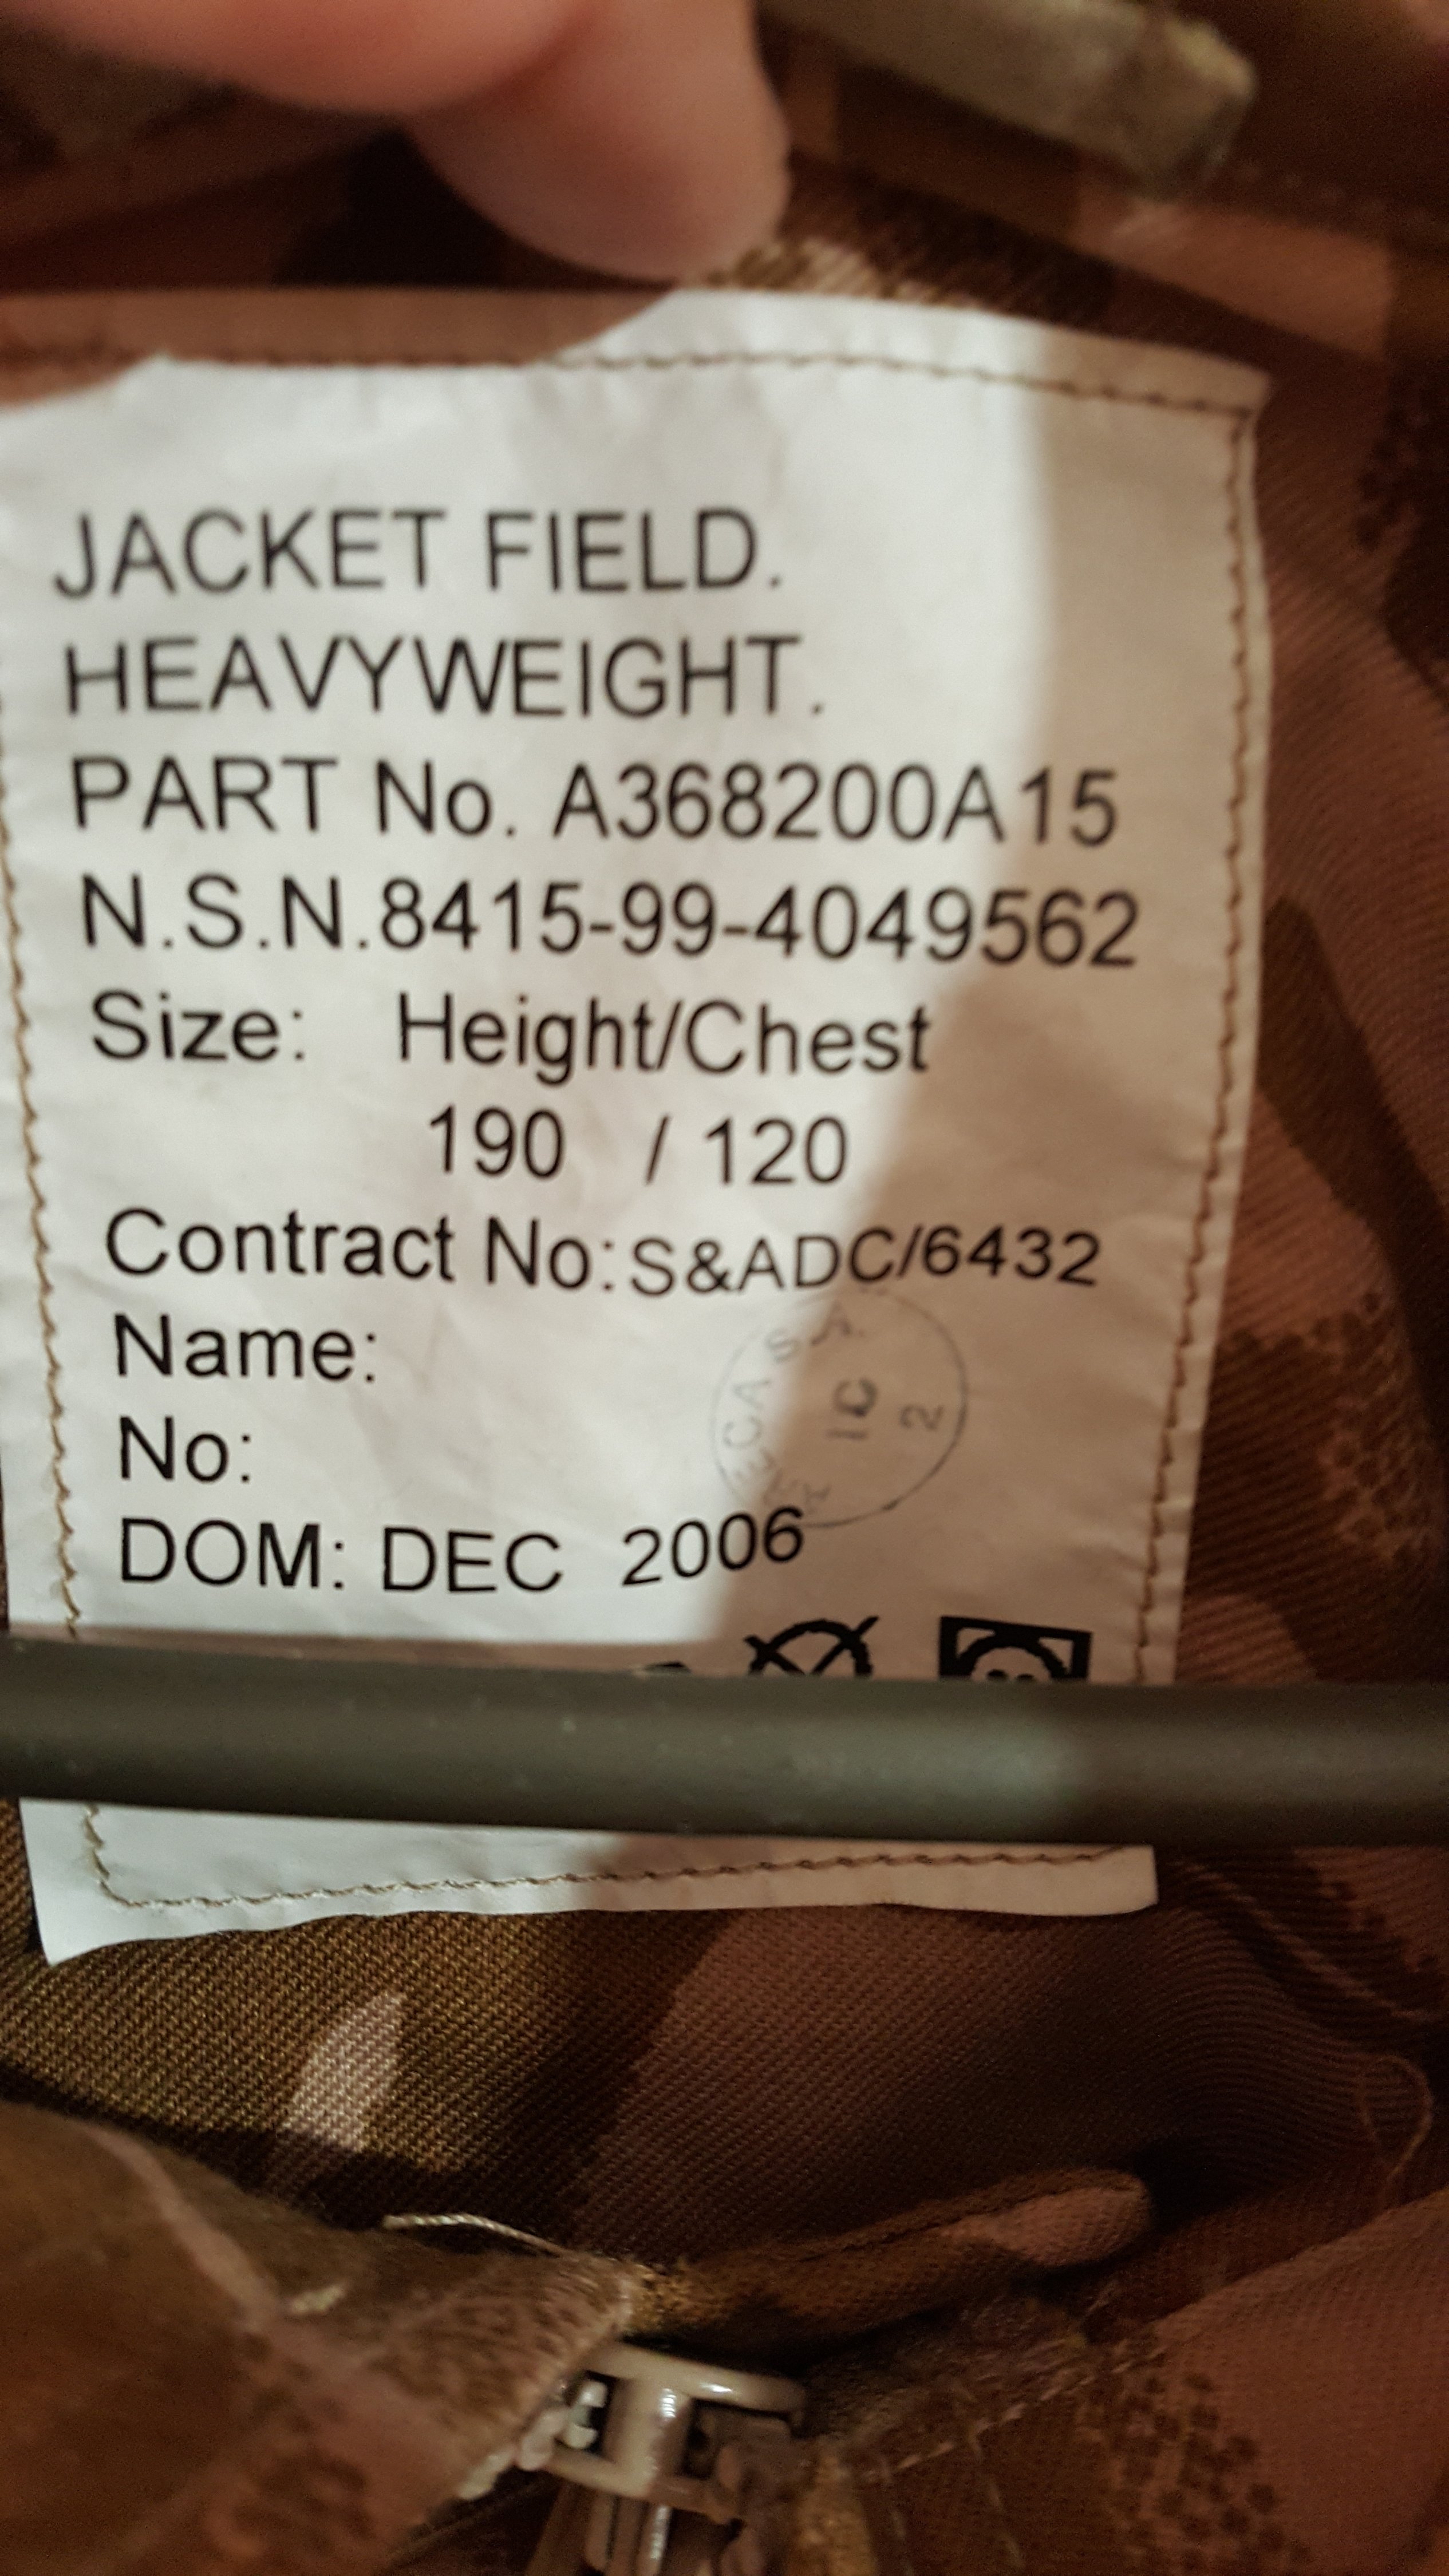 JACKET FIELD.
HEAVYWEIGHT.
PART No. A368200A15
N.S.N.8415-99-4049562
Size: Height/Chest
190 / 120
Contract No:S&ADC/6432
Name:
No:
DOM: DEC 2006